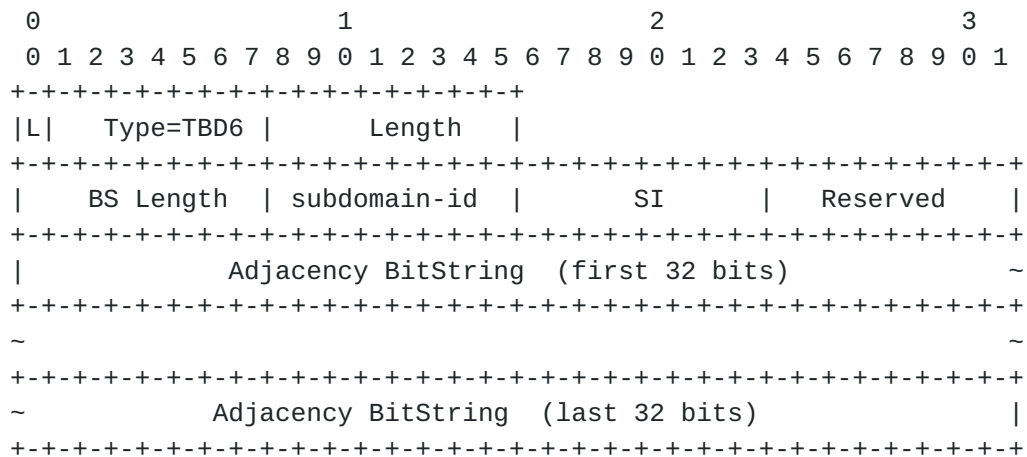 0                   1                   2                   3
 0 1 2 3 4 5 6 7 8 9 0 1 2 3 4 5 6 7 8 9 0 1 2 3 4 5 6 7 8 9 0 1
+-+-+-+-+-+-+-+-+-+-+-+-+-+-+-+-+
|L|   Type=TBD6 |      Length   |
+-+-+-+-+-+-+-+-+-+-+-+-+-+-+-+-+-+-+-+-+-+-+-+-+-+-+-+-+-+-+-+-+
|    BS Length  | subdomain-id  |       SI      |   Reserved    |
+-+-+-+-+-+-+-+-+-+-+-+-+-+-+-+-+-+-+-+-+-+-+-+-+-+-+-+-+-+-+-+-+
|             Adjacency BitString  (first 32 bits)              ~
+-+-+-+-+-+-+-+-+-+-+-+-+-+-+-+-+-+-+-+-+-+-+-+-+-+-+-+-+-+-+-+-+
~                                                               ~
+-+-+-+-+-+-+-+-+-+-+-+-+-+-+-+-+-+-+-+-+-+-+-+-+-+-+-+-+-+-+-+-+
~            Adjacency BitString  (last 32 bits)                |
+-+-+-+-+-+-+-+-+-+-+-+-+-+-+-+-+-+-+-+-+-+-+-+-+-+-+-+-+-+-+-+-+